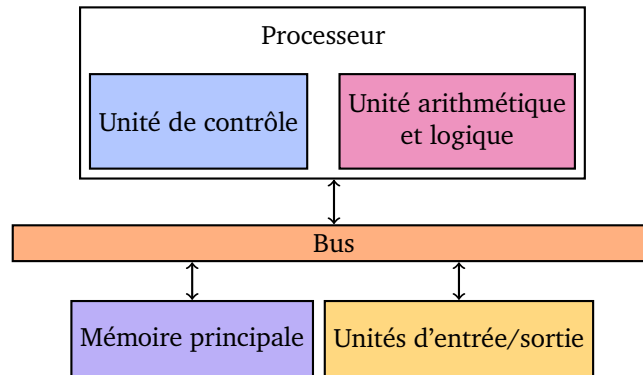 Processeur
Unité de contrôle
Unité arithmétique
et logique
Bus
Mémoire principale
Unités d'entrée/sortie